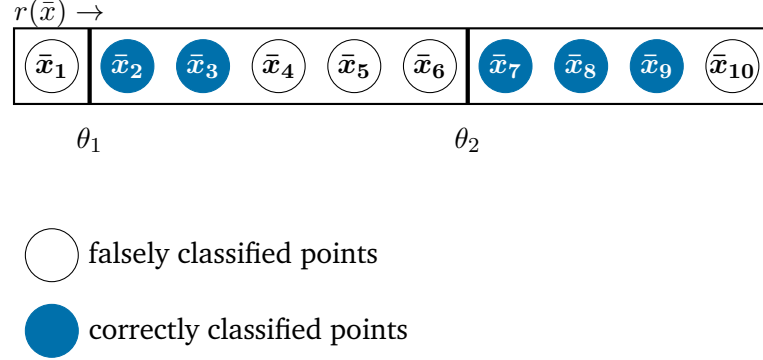 r(x̄) →
x̄₁ x̄₂ x̄₃ x̄₄ x̄₅ x̄₆ x̄₇ x̄₈ x̄₉ x̄₁₀
θ₁ θ₂
falsely classified points
correctly classified points